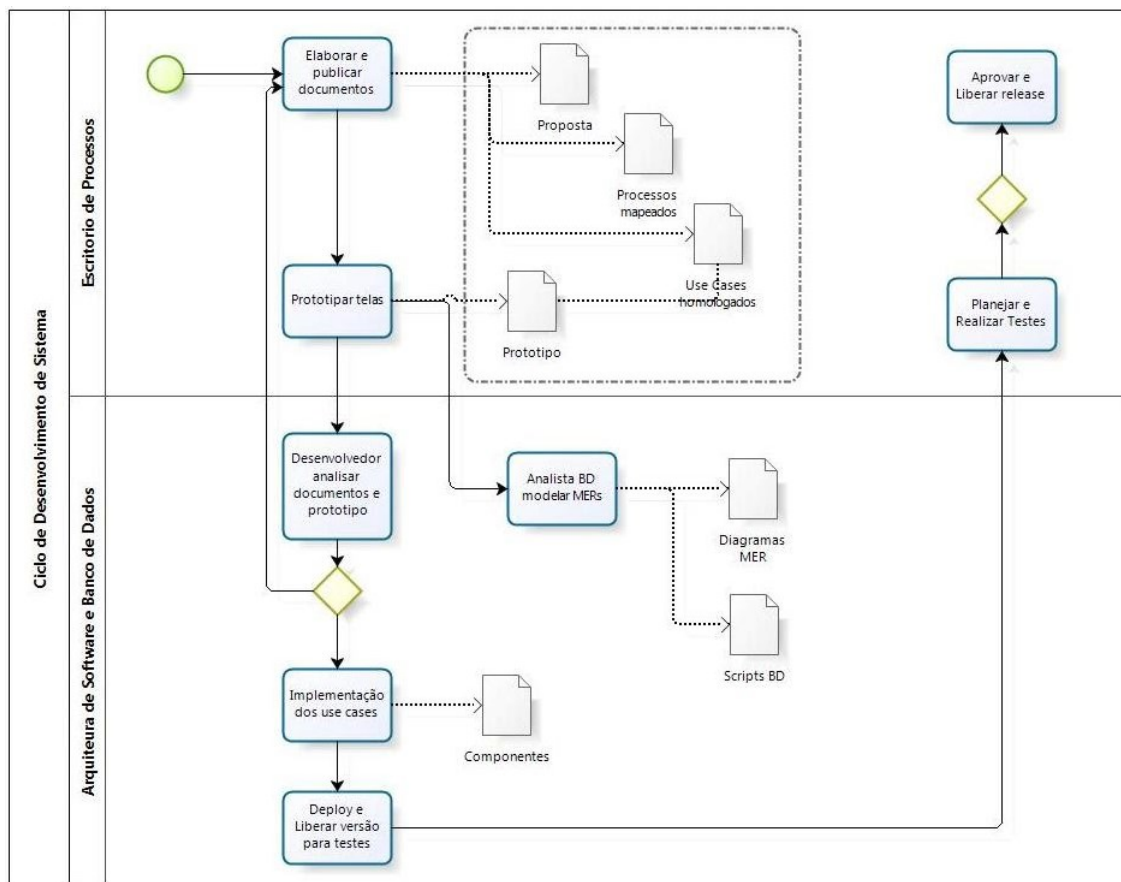 Ciclo de Desenvolvimento de Sistema
Escritorio de Processos
Elaborar e
publicar
documentos
Proposta
Processos
mapeados
Use Cases
homologados
Prototipar telas
Prototipo
Aprovar e
Liberar release
Planejar e
Realizar Testes
Arquiteura de Software e Banco de Dados
Desenvolvedor
analisar
documentos e
prototipo
Analista BD
modelar MERs
Diagramas
MER
Scripts BD
Implementação
dos use cases
Componentes
Deploy e
Liberar versão
para testes